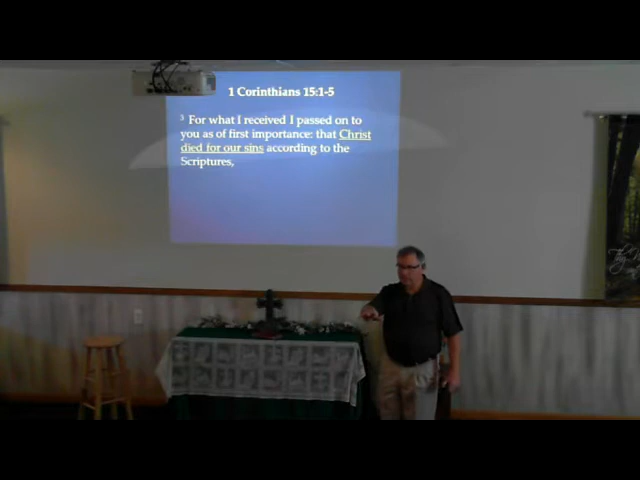 1 Corinthians 15:1-5
3 For what I received I passed on to
you as of first importance: that Christ
died for our sins according to the
Scriptures,
Thy